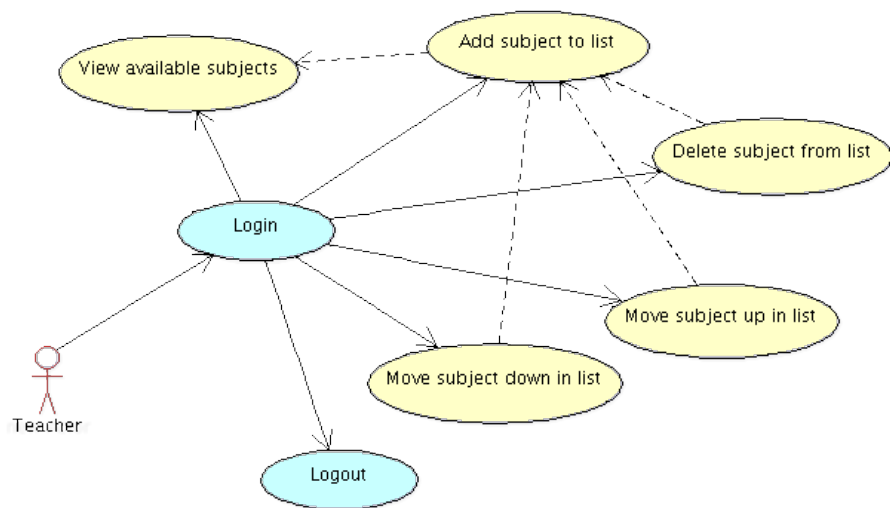 Add subject to list
View available subjects
Delete subject from list
Login
Move subject up in list
Move subject down in list
Teacher
Logout